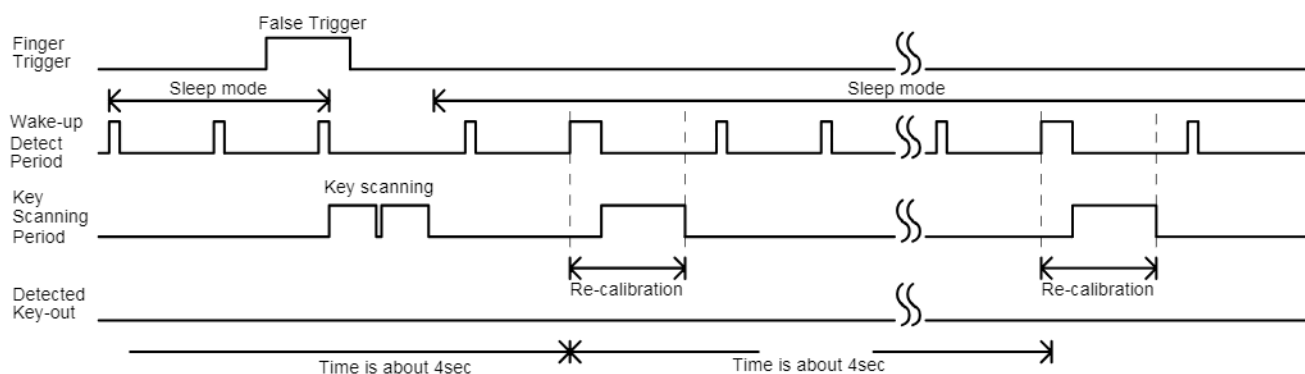 False Trigger
Finger
Trigger
Sleep mode
Sleep mode
Wake-up
Detect
Period
Key scanning
Key
Scanning
Period
Re-calibration
Re-calibration
Detected
Key-out
Time is about 4sec
Time is about 4sec